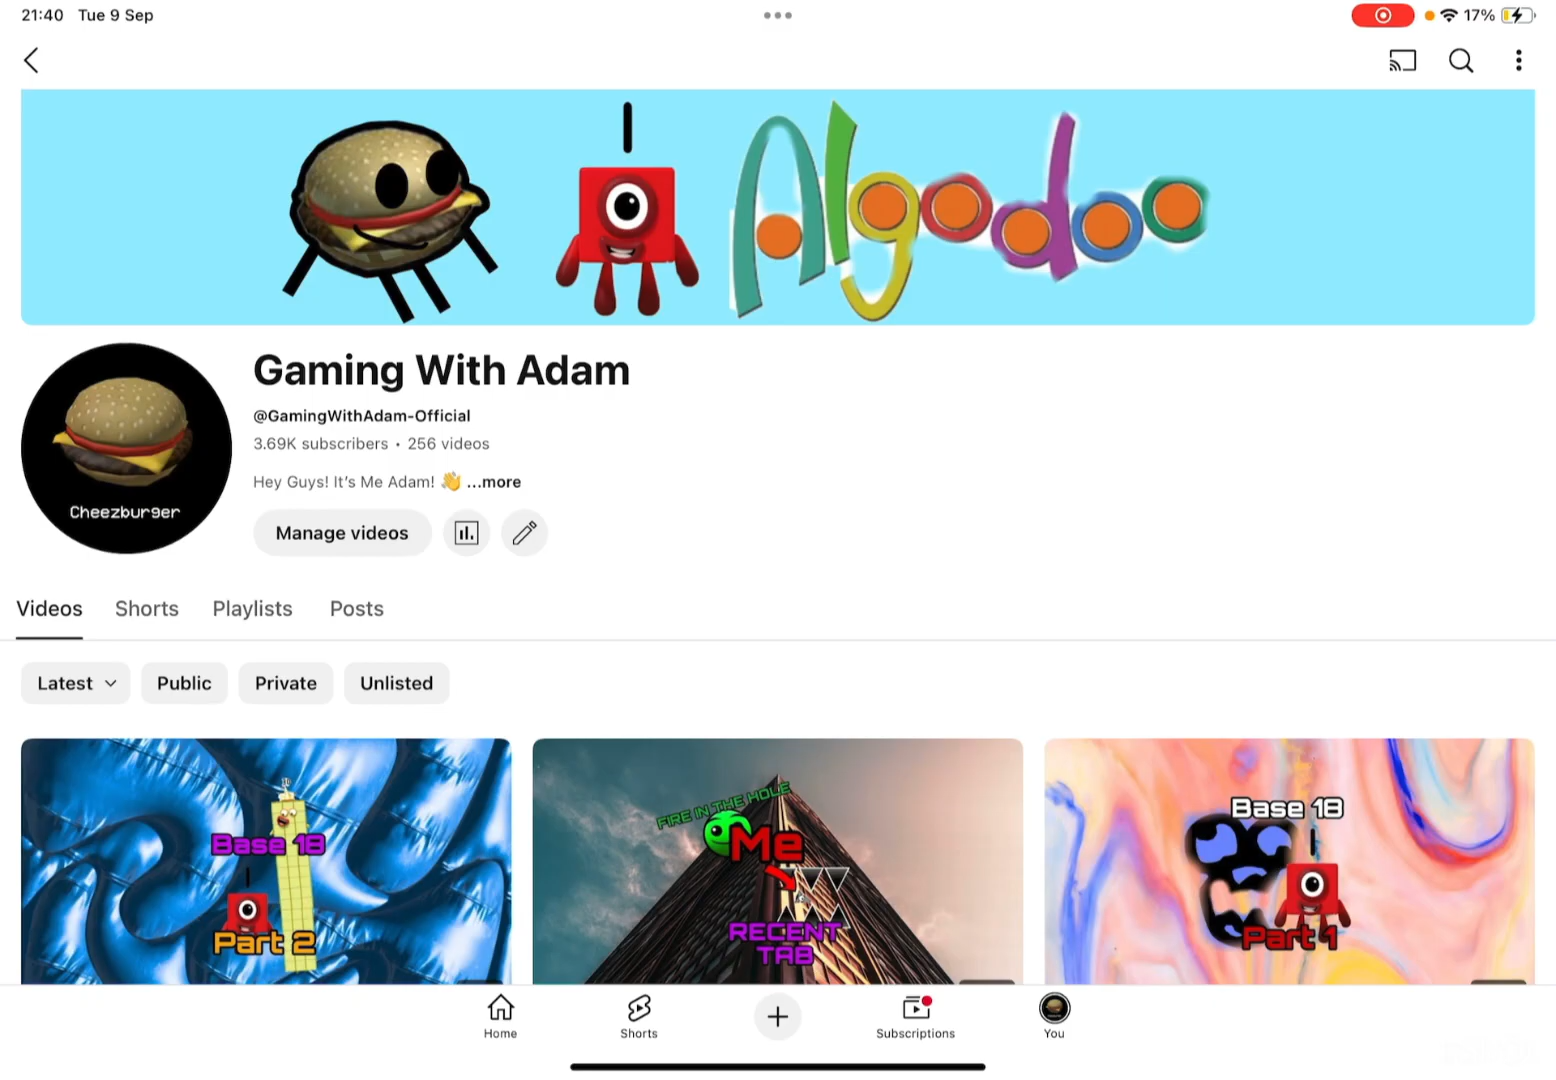 21:40 Tue 9 Sep
17%
Algodoo
Gaming With Adam
@GamingWithAdam-Official
3.69K subscribers • 256 videos
Hey Guys! It's Me Adam! 👋 ...more
Cheezburger
Manage videos
Videos Shorts Playlists Posts
Latest Public Private Unlisted
Base 18
Part 2
FIRE IN THE HOLE
Me
RECENT
TAB
Base 18
Part 1
Home Shorts Subscriptions You